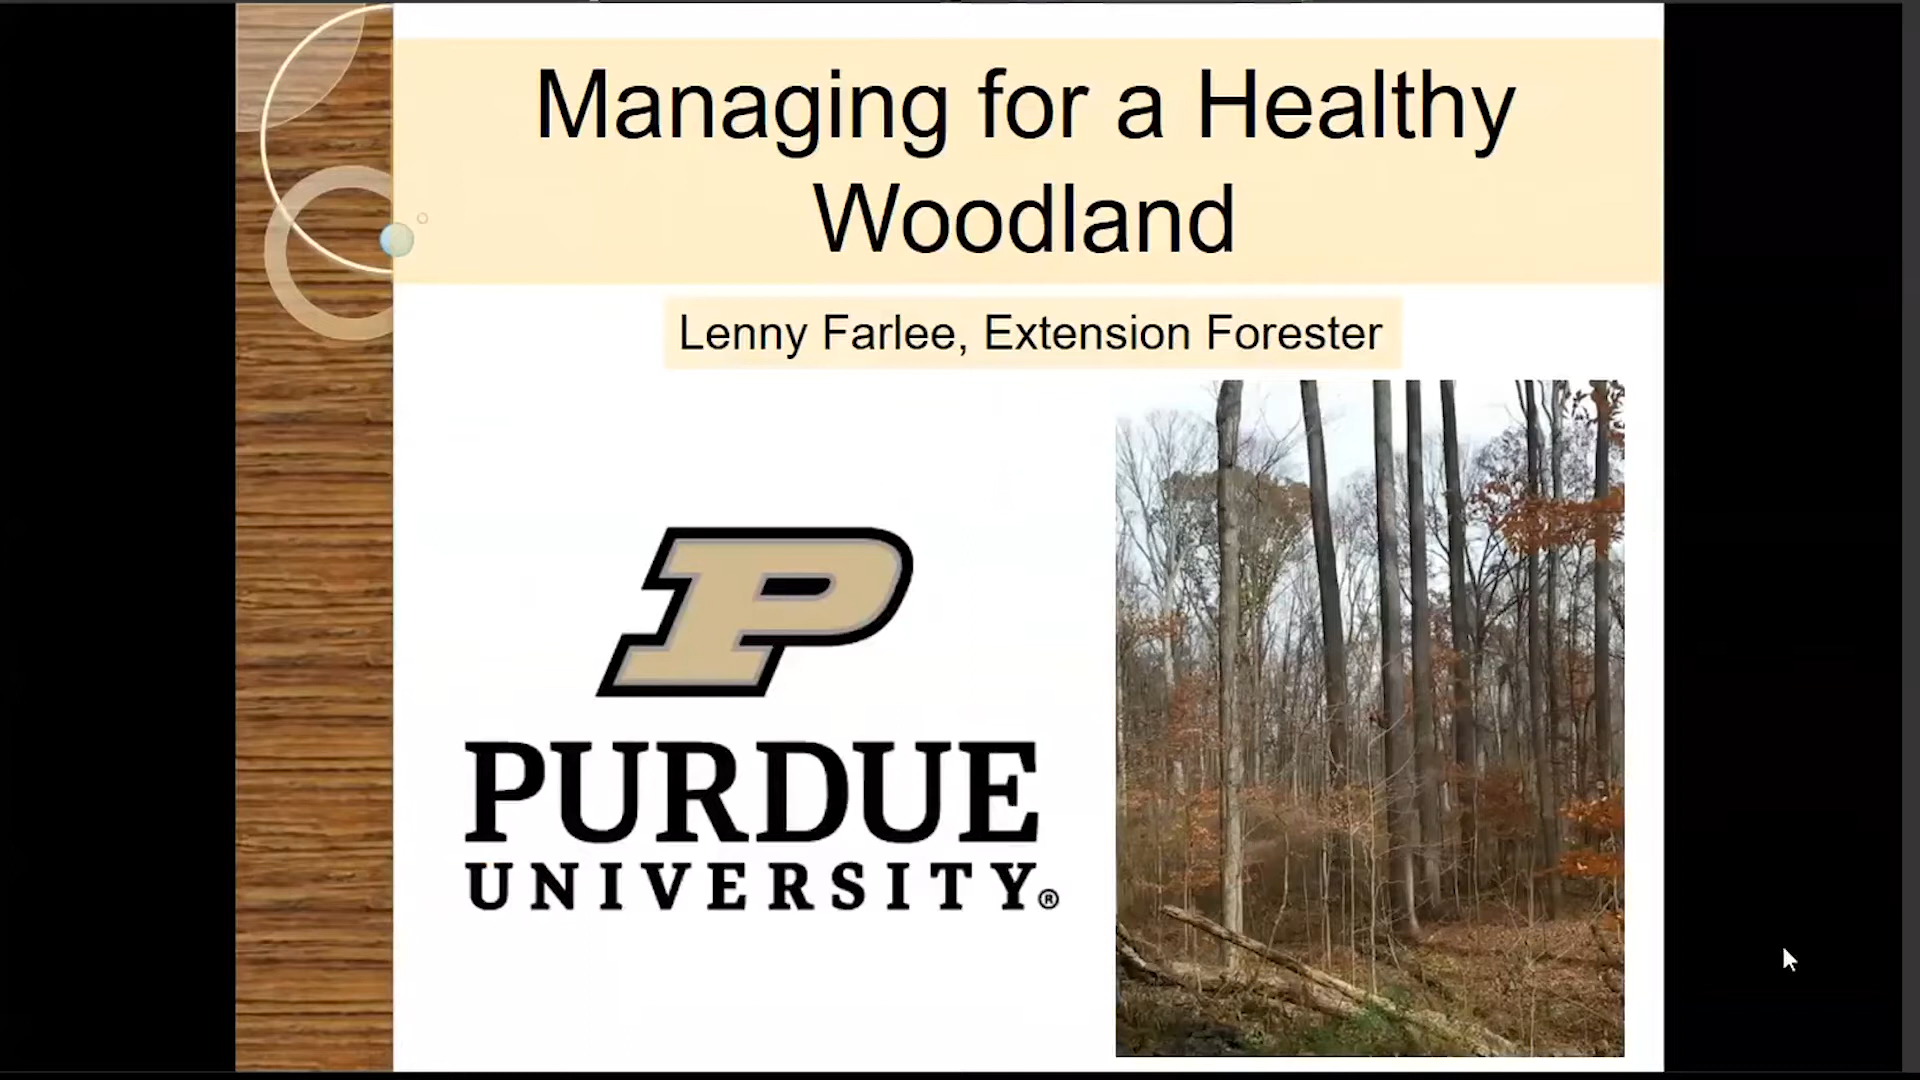 Managing for a Healthy
Woodland
Lenny Farlee, Extension Forester
P
PURDUE
UNIVERSITY®